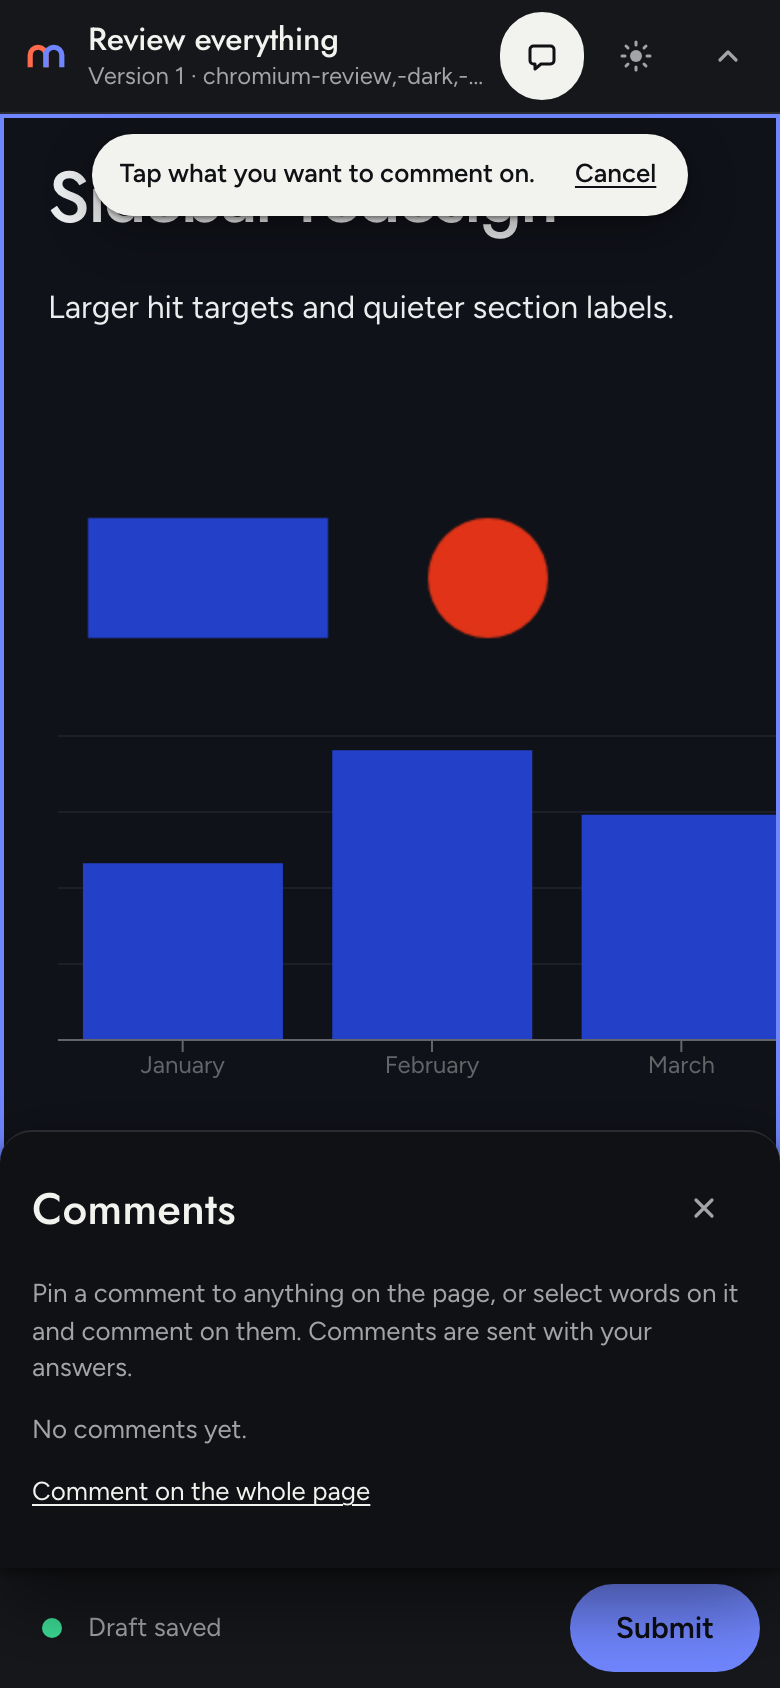 Review everything
Version 1 · chromium-review,-dark,-...
Tap what you want to comment on. Cancel
Larger hit targets and quieter section labels.
January February March
Comments
Pin a comment to anything on the page, or select words on it
and comment on them. Comments are sent with your
answers.
No comments yet.
Comment on the whole page
Draft saved
Submit